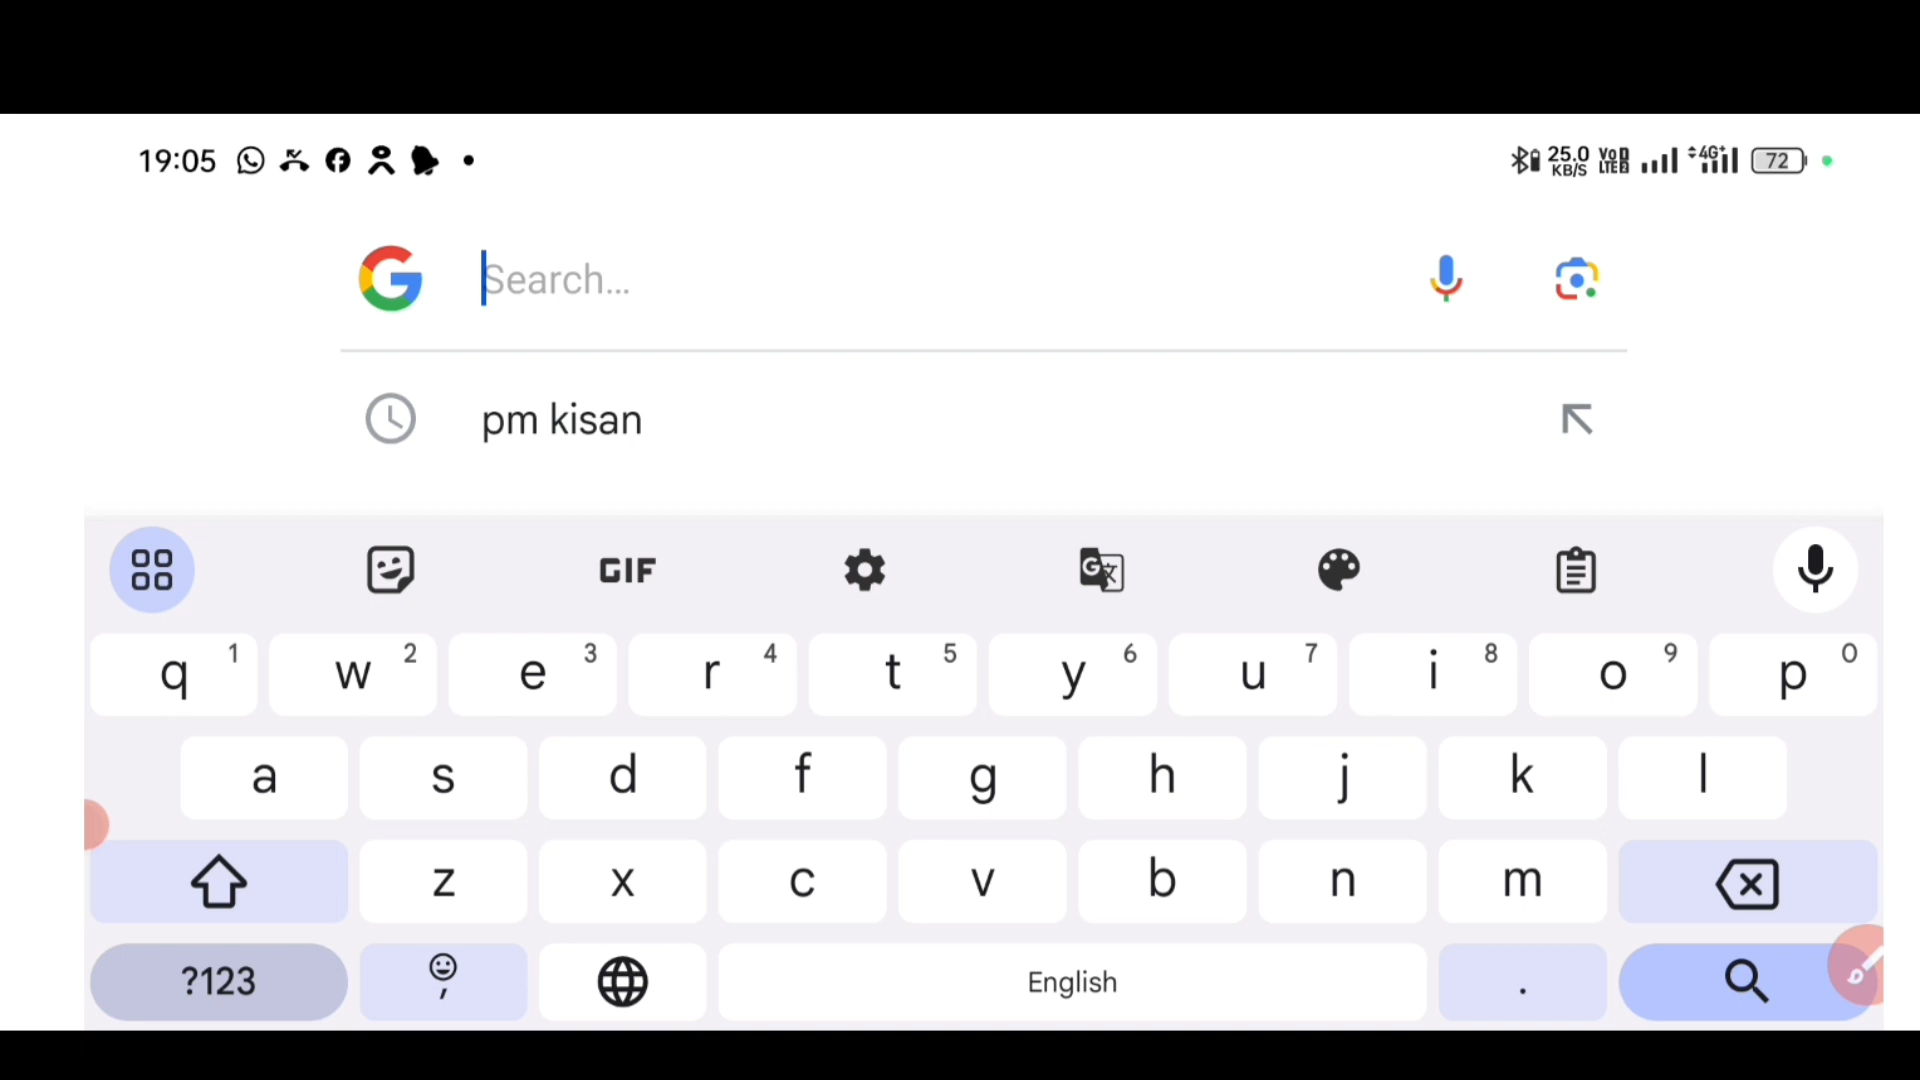 19:05 25.0 KB/S Vo LTE 4G+ 72
Search...
pm kisan
GIF
q 1 w 2 e 3 r 4 t 5 y 6 u 7 i 8 o 9 p 0
a s d f g h j k l
z x c v b n m
?123 , English .